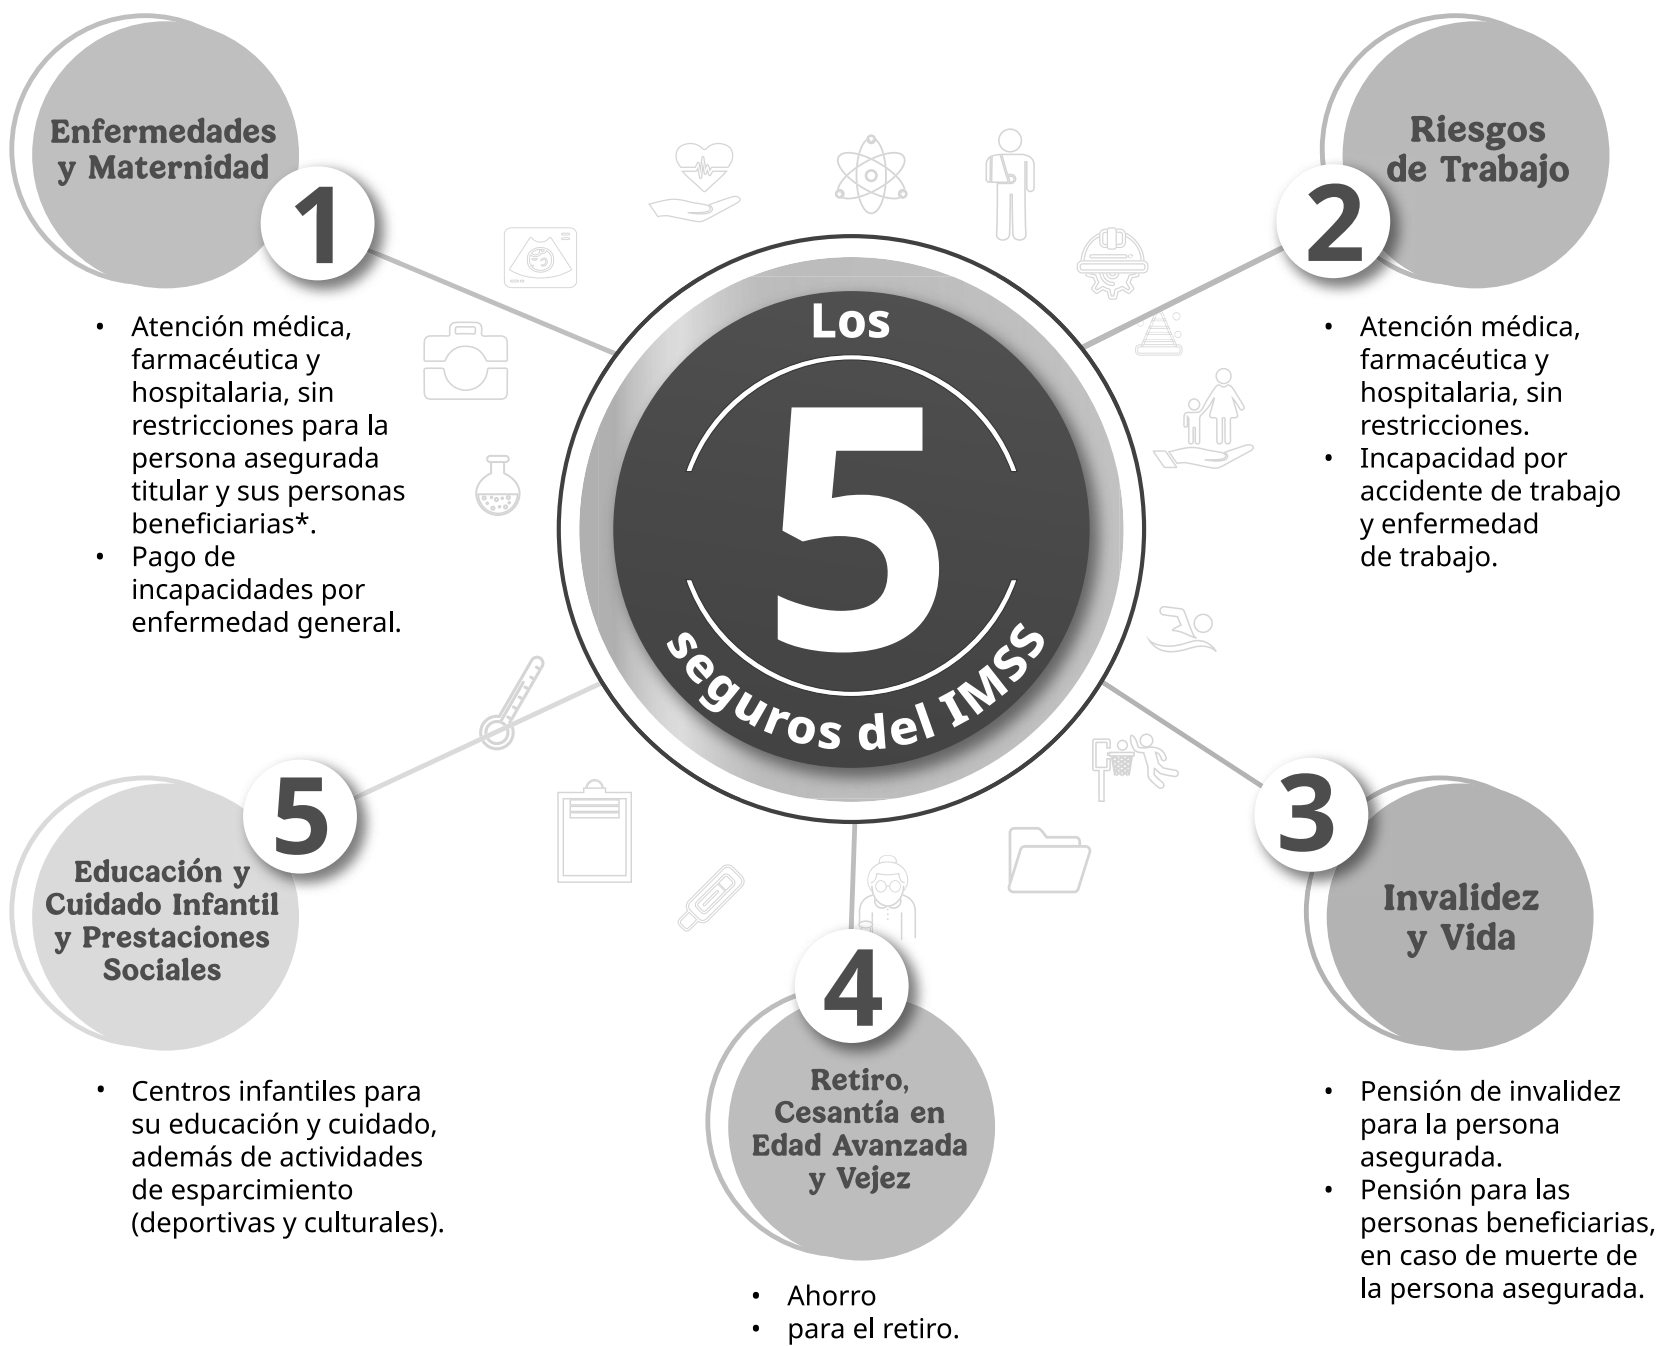 Los
5
seguros del IMSS
1
Enfermedades
y Maternidad
• Atención médica,
farmacéutica y
hospitalaria, sin
restricciones para la
persona asegurada
titular y sus personas
beneficiarias*.
• Pago de
incapacidades por
enfermedad general.
2
Riesgos
de Trabajo
• Atención médica,
farmacéutica y
hospitalaria, sin
restricciones.
• Incapacidad por
accidente de trabajo
y enfermedad
de trabajo.
3
Invalidez
y Vida
• Pensión de invalidez
para la persona
asegurada.
• Pensión para las
personas beneficiarias,
en caso de muerte de
la persona asegurada.
4
Retiro,
Cesantía en
Edad Avanzada
y Vejez
• Ahorro
• para el retiro.
5
Educación y
Cuidado Infantil
y Prestaciones
Sociales
• Centros infantiles para
su educación y cuidado,
además de actividades
de esparcimiento
(deportivas y culturales).